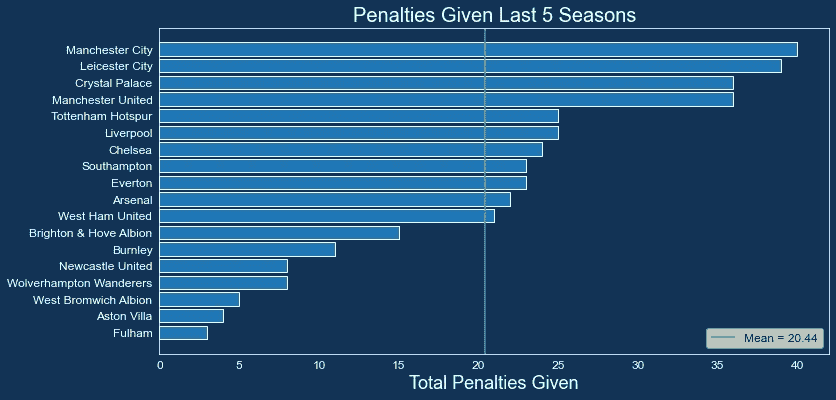 Penalties Given Last 5 Seasons
Manchester City
Leicester City
Crystal Palace
Manchester United
Tottenham Hotspur
Liverpool
Chelsea
Southampton
Everton
Arsenal
West Ham United
Brighton & Hove Albion
Burnley
Newcastle United
Wolverhampton Wanderers
West Bromwich Albion
Aston Villa
Fulham
Mean = 20.44
0 5 10 15 20 25 30 35 40
Total Penalties Given